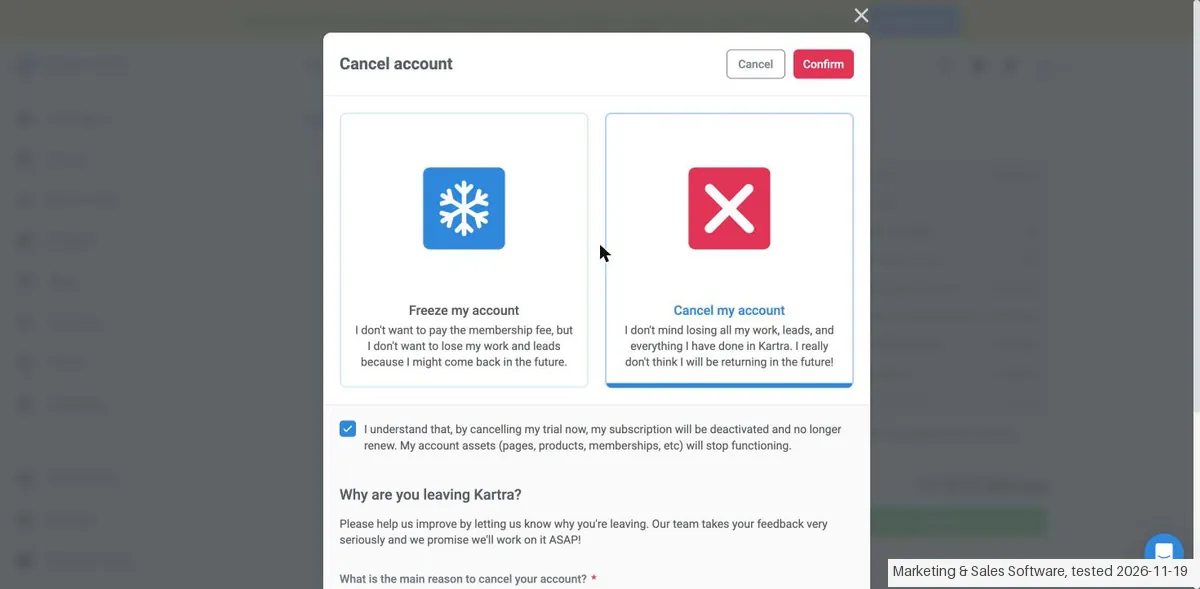 Cancel account
Cancel
Confirm
Freeze my account
I don't want to pay the membership fee, but
I don't want to lose my work and leads
because I might come back in the future.
Cancel my account
I don't mind losing all my work, leads, and
everything I have done in Kartra. I really
don't think I will be returning in the future!
I understand that, by cancelling my trial now, my subscription will be deactivated and no longer
renew. My account assets (pages, products, memberships, etc) will stop functioning.
Why are you leaving Kartra?
Please help us improve by letting us know why you're leaving. Our team takes your feedback very
seriously and we promise we'll work on it ASAP!
What is the main reason to cancel your account? *
Marketing & Sales Software, tested 2026-11-19